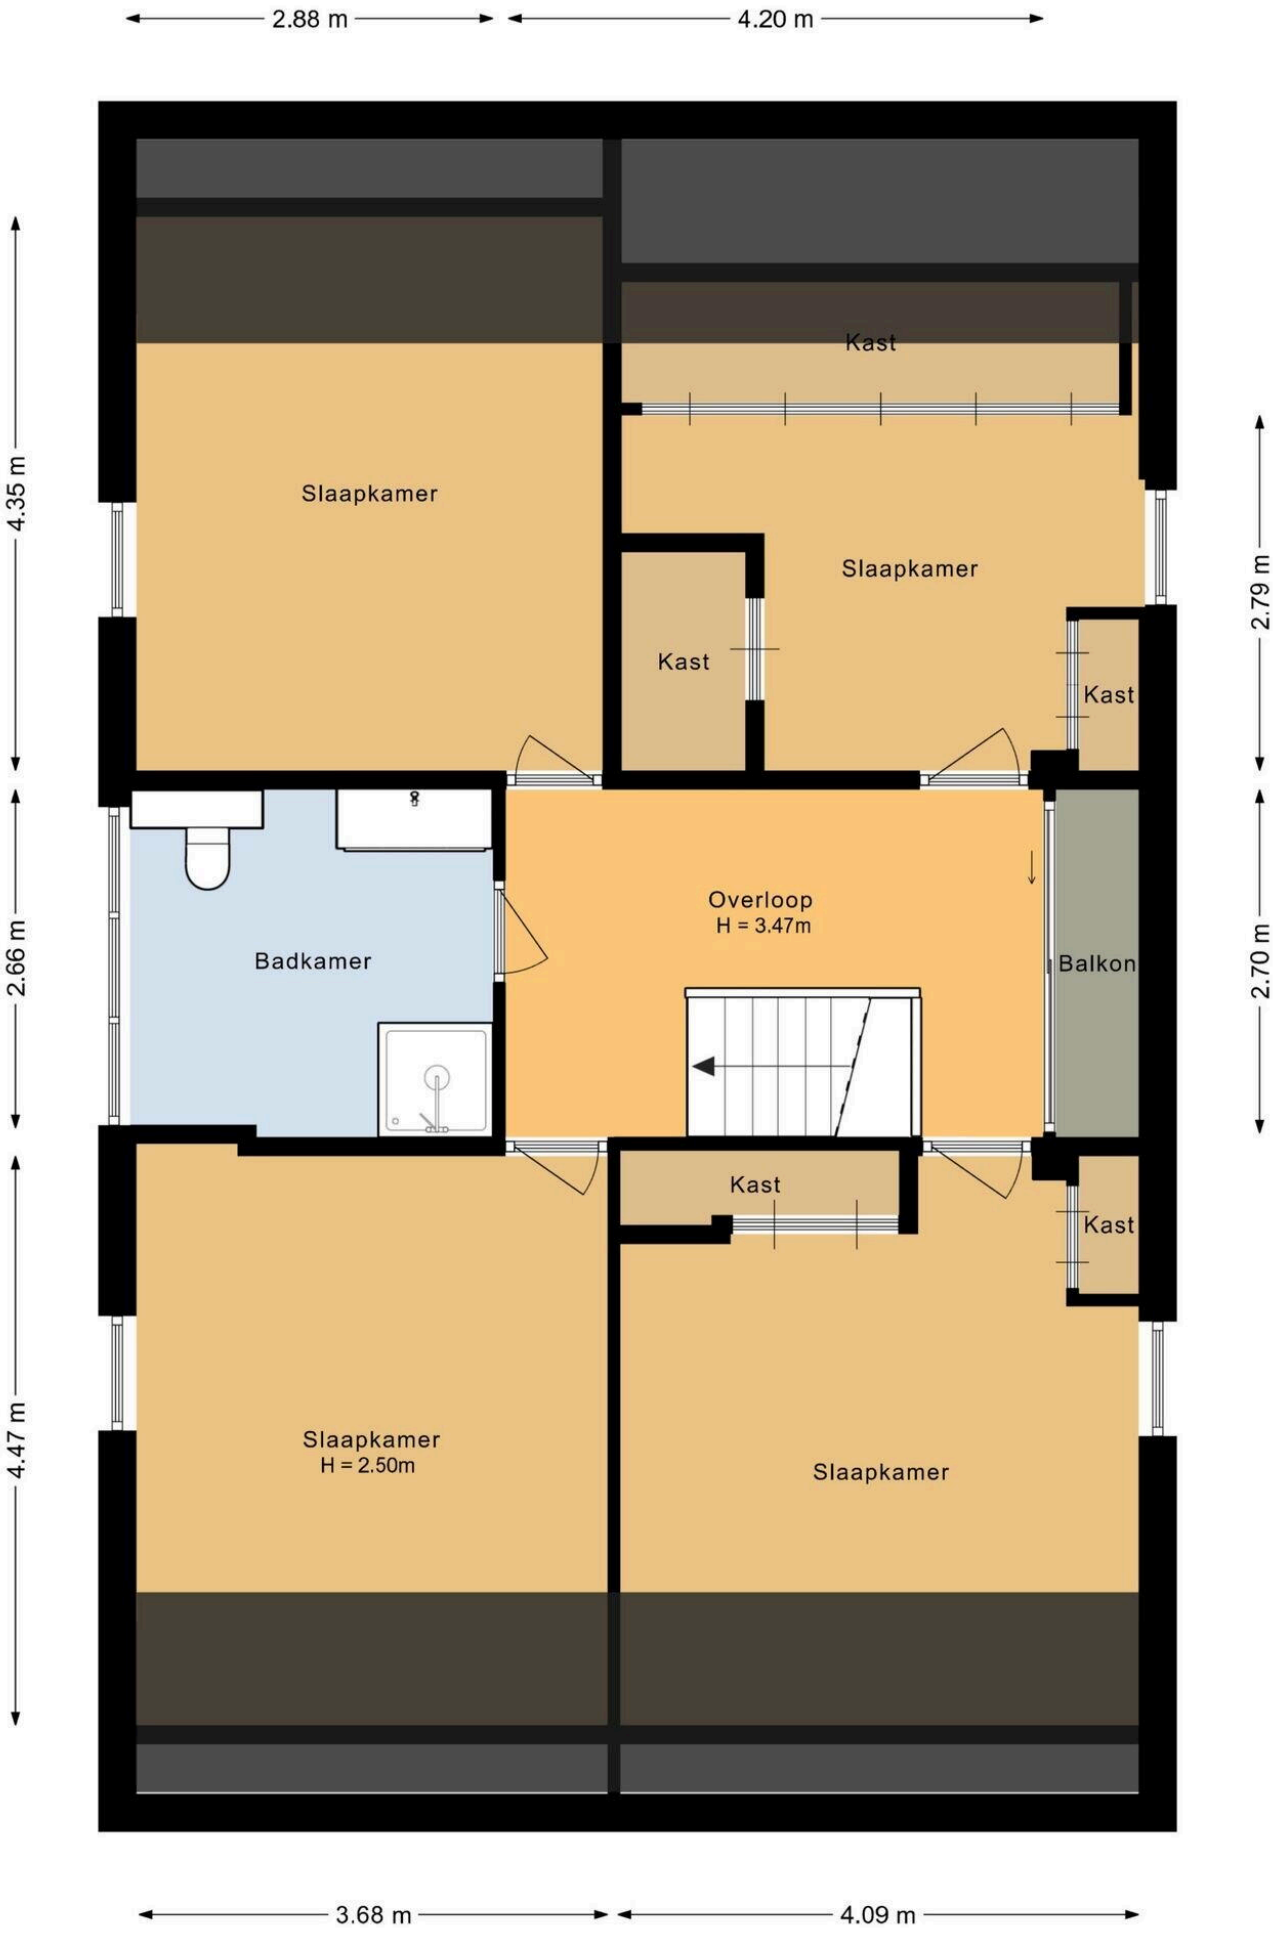 2.88 m
4.20 m
Kast
4.35 m
Slaapkamer
Slaapkamer
2.79 m
Kast
Kast
Overloop
H = 3.47m
2.66 m
Badkamer
Balkon
2.70 m
Kast
Kast
4.47 m
Slaapkamer
H = 2.50m
Slaapkamer
3.68 m
4.09 m